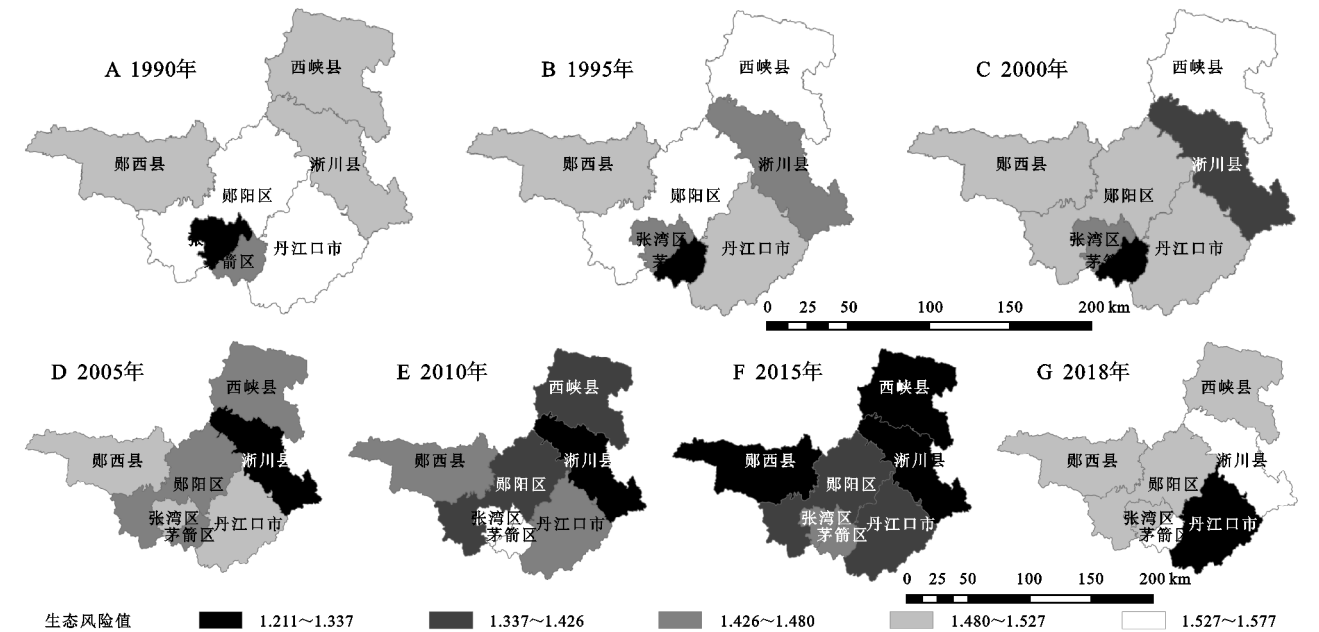 A 1990年
西峡县
郧西县
淅川县
郧阳区
茅箭区
丹江口市
B 1995年
西峡县
郧西县
淅川县
郧阳区
张湾区
丹江口市
C 2000年
西峡县
郧西县
淅川县
郧阳区
张湾区
丹江口市
0 25 50 100 150 200 km
D 2005年
西峡县
郧西县
淅川县
郧阳区
张湾区
茅箭区
丹江口市
E 2010年
西峡县
郧西县
淅川县
郧阳区
张湾区
茅箭区
丹江口市
F 2015年
西峡县
郧西县
淅川县
郧阳区
张湾区
茅箭区
丹江口市
G 2018年
西峡县
郧西县
淅川县
郧阳区
张湾区
茅箭区
丹江口市
0 25 50 100 150 200 km
生态风险值 1.211～1.337 1.337～1.426 1.426～1.480 1.480～1.527 1.527～1.577